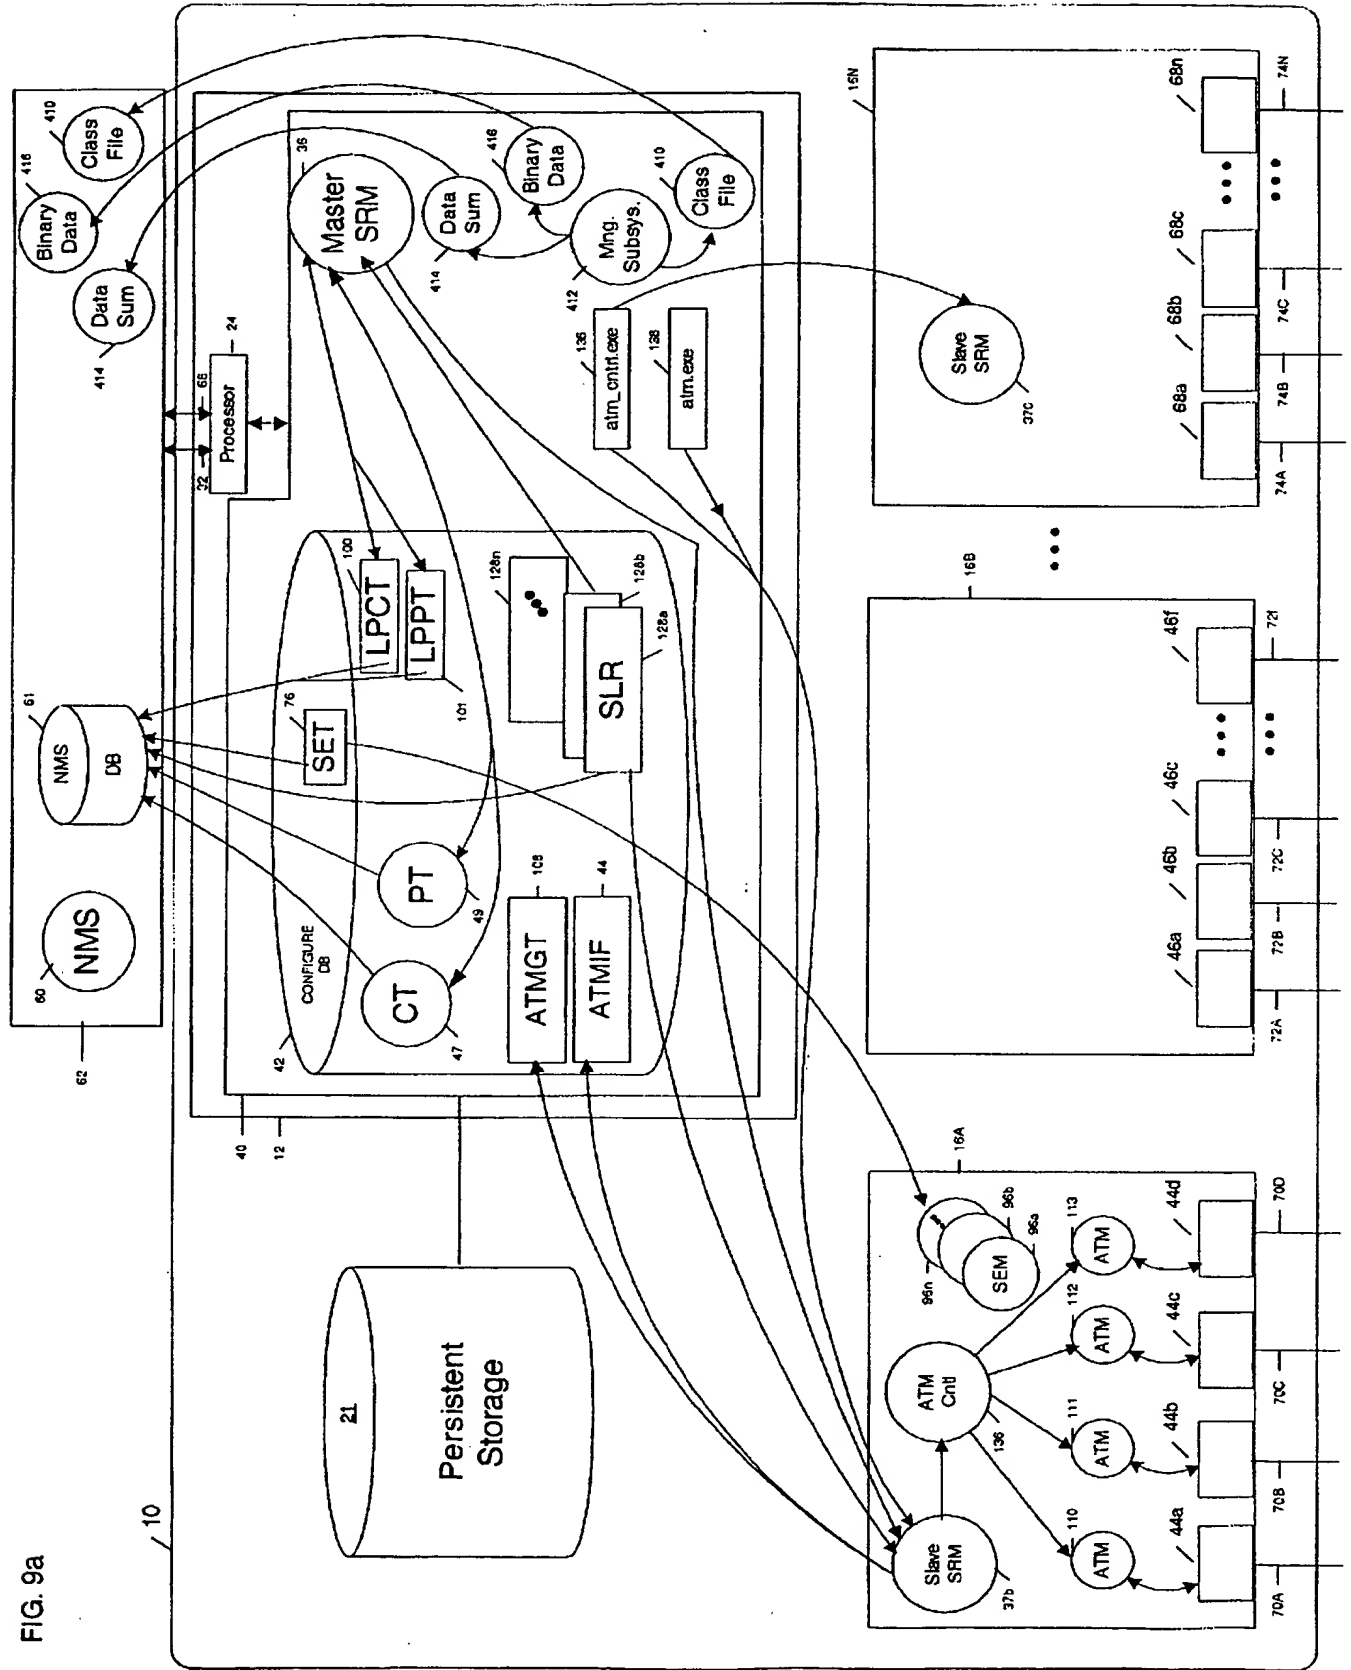 FIG. 9a
10
62
60
NMS
61
NMS
DB
414
Data
Sum
416
Binary
Data
410
Class
File
21
Persistent
Storage
40
12
42
CONFIGURE
DB
CT
47
PT
49
76
SET
100
LPCT
LPPT
101
32
68
Processor
24
36
Master
SRM
Data
Sum
414
Binary Data
416
Mng.
Subsys.
412
Class
File
410
ATMGT
108
ATMIF
44
SLR
128a
128b
128n
136
atm_cntrl.exe
138
atm.exe
16A
Slave
SRM
37b
ATM
Cntl
136
SEM
96a
96b
96n
110
ATM
111
ATM
112
ATM
113
ATM
44a
44b
44c
44d
70A
70B
70C
70D
16B
46a
46b
46c
46f
72A
72B
72C
72f
16N
Slave
SRM
37C
68a
68b
68c
68n
74A
74B
74C
74N